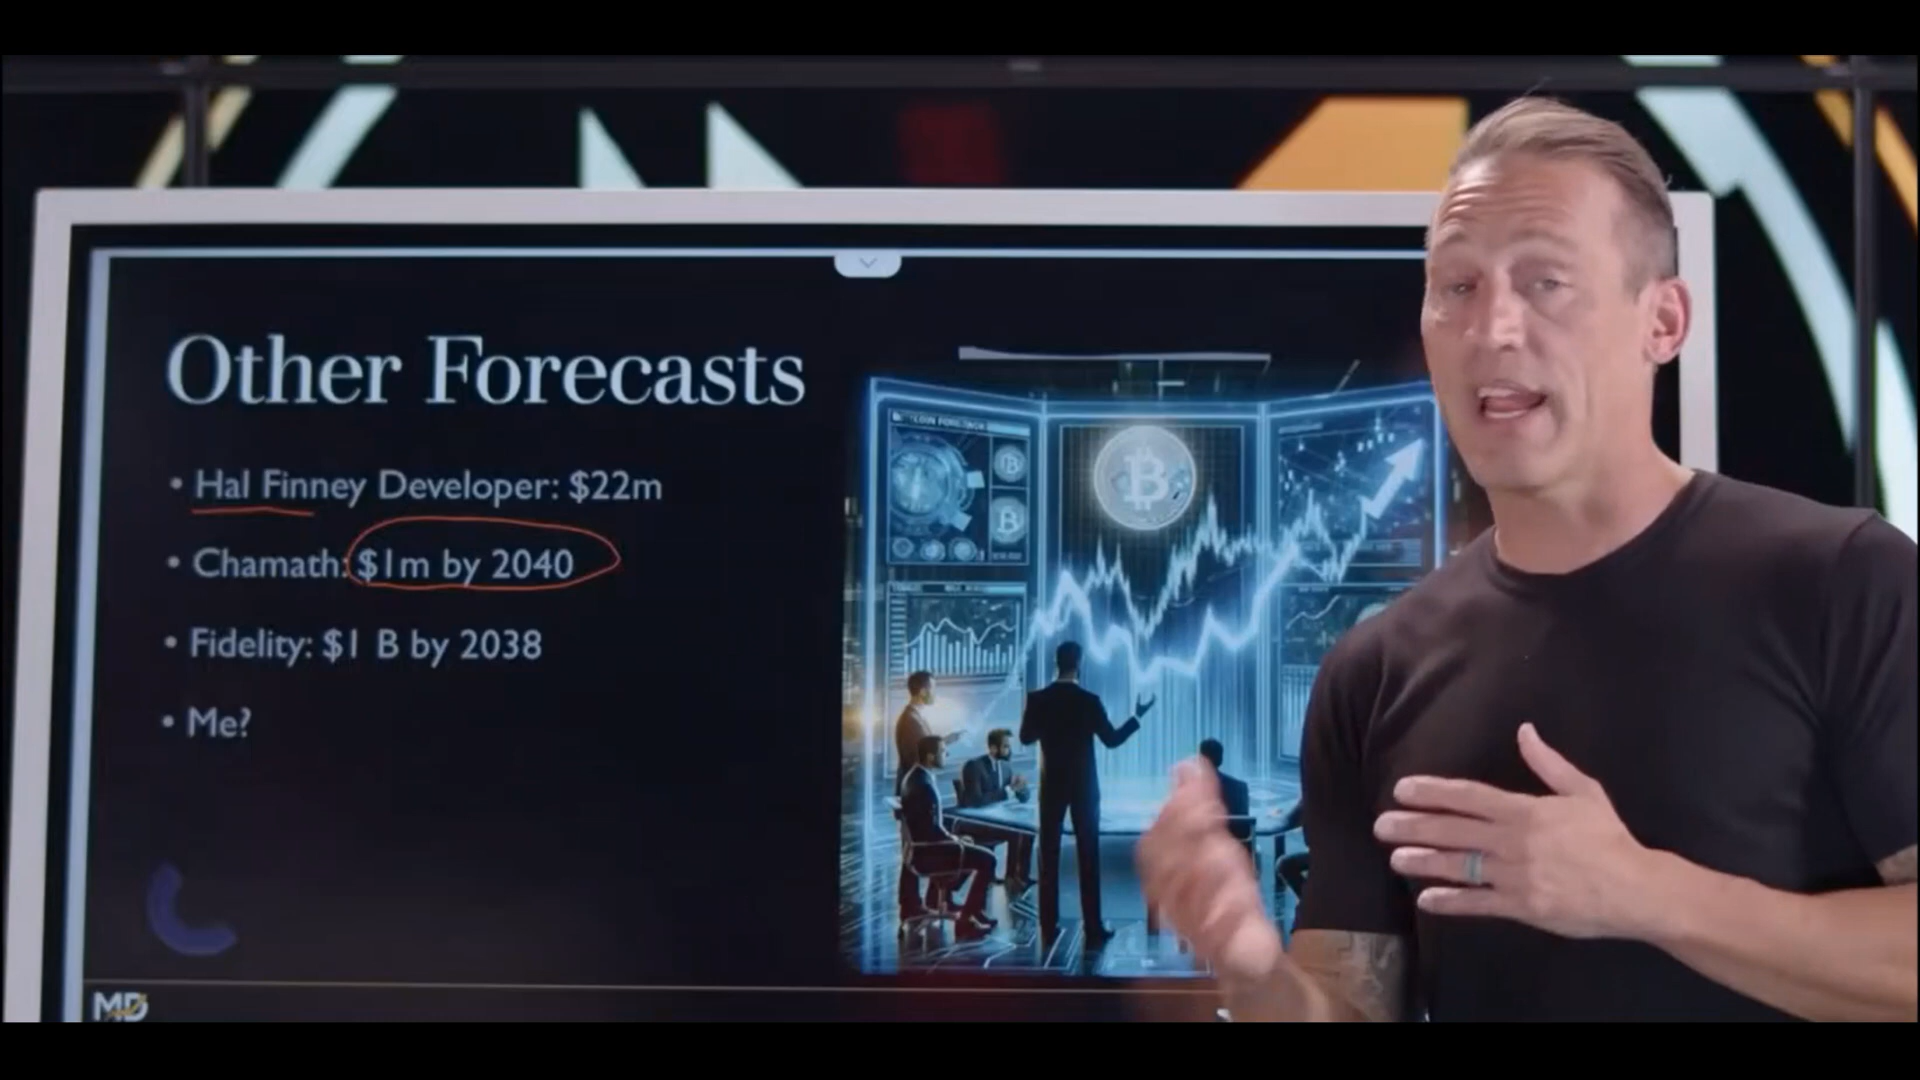 Other Forecasts
• Hal Finney Developer: $22m
• Chamath: $1m by 2040
• Fidelity: $1 B by 2038
• Me?
MD